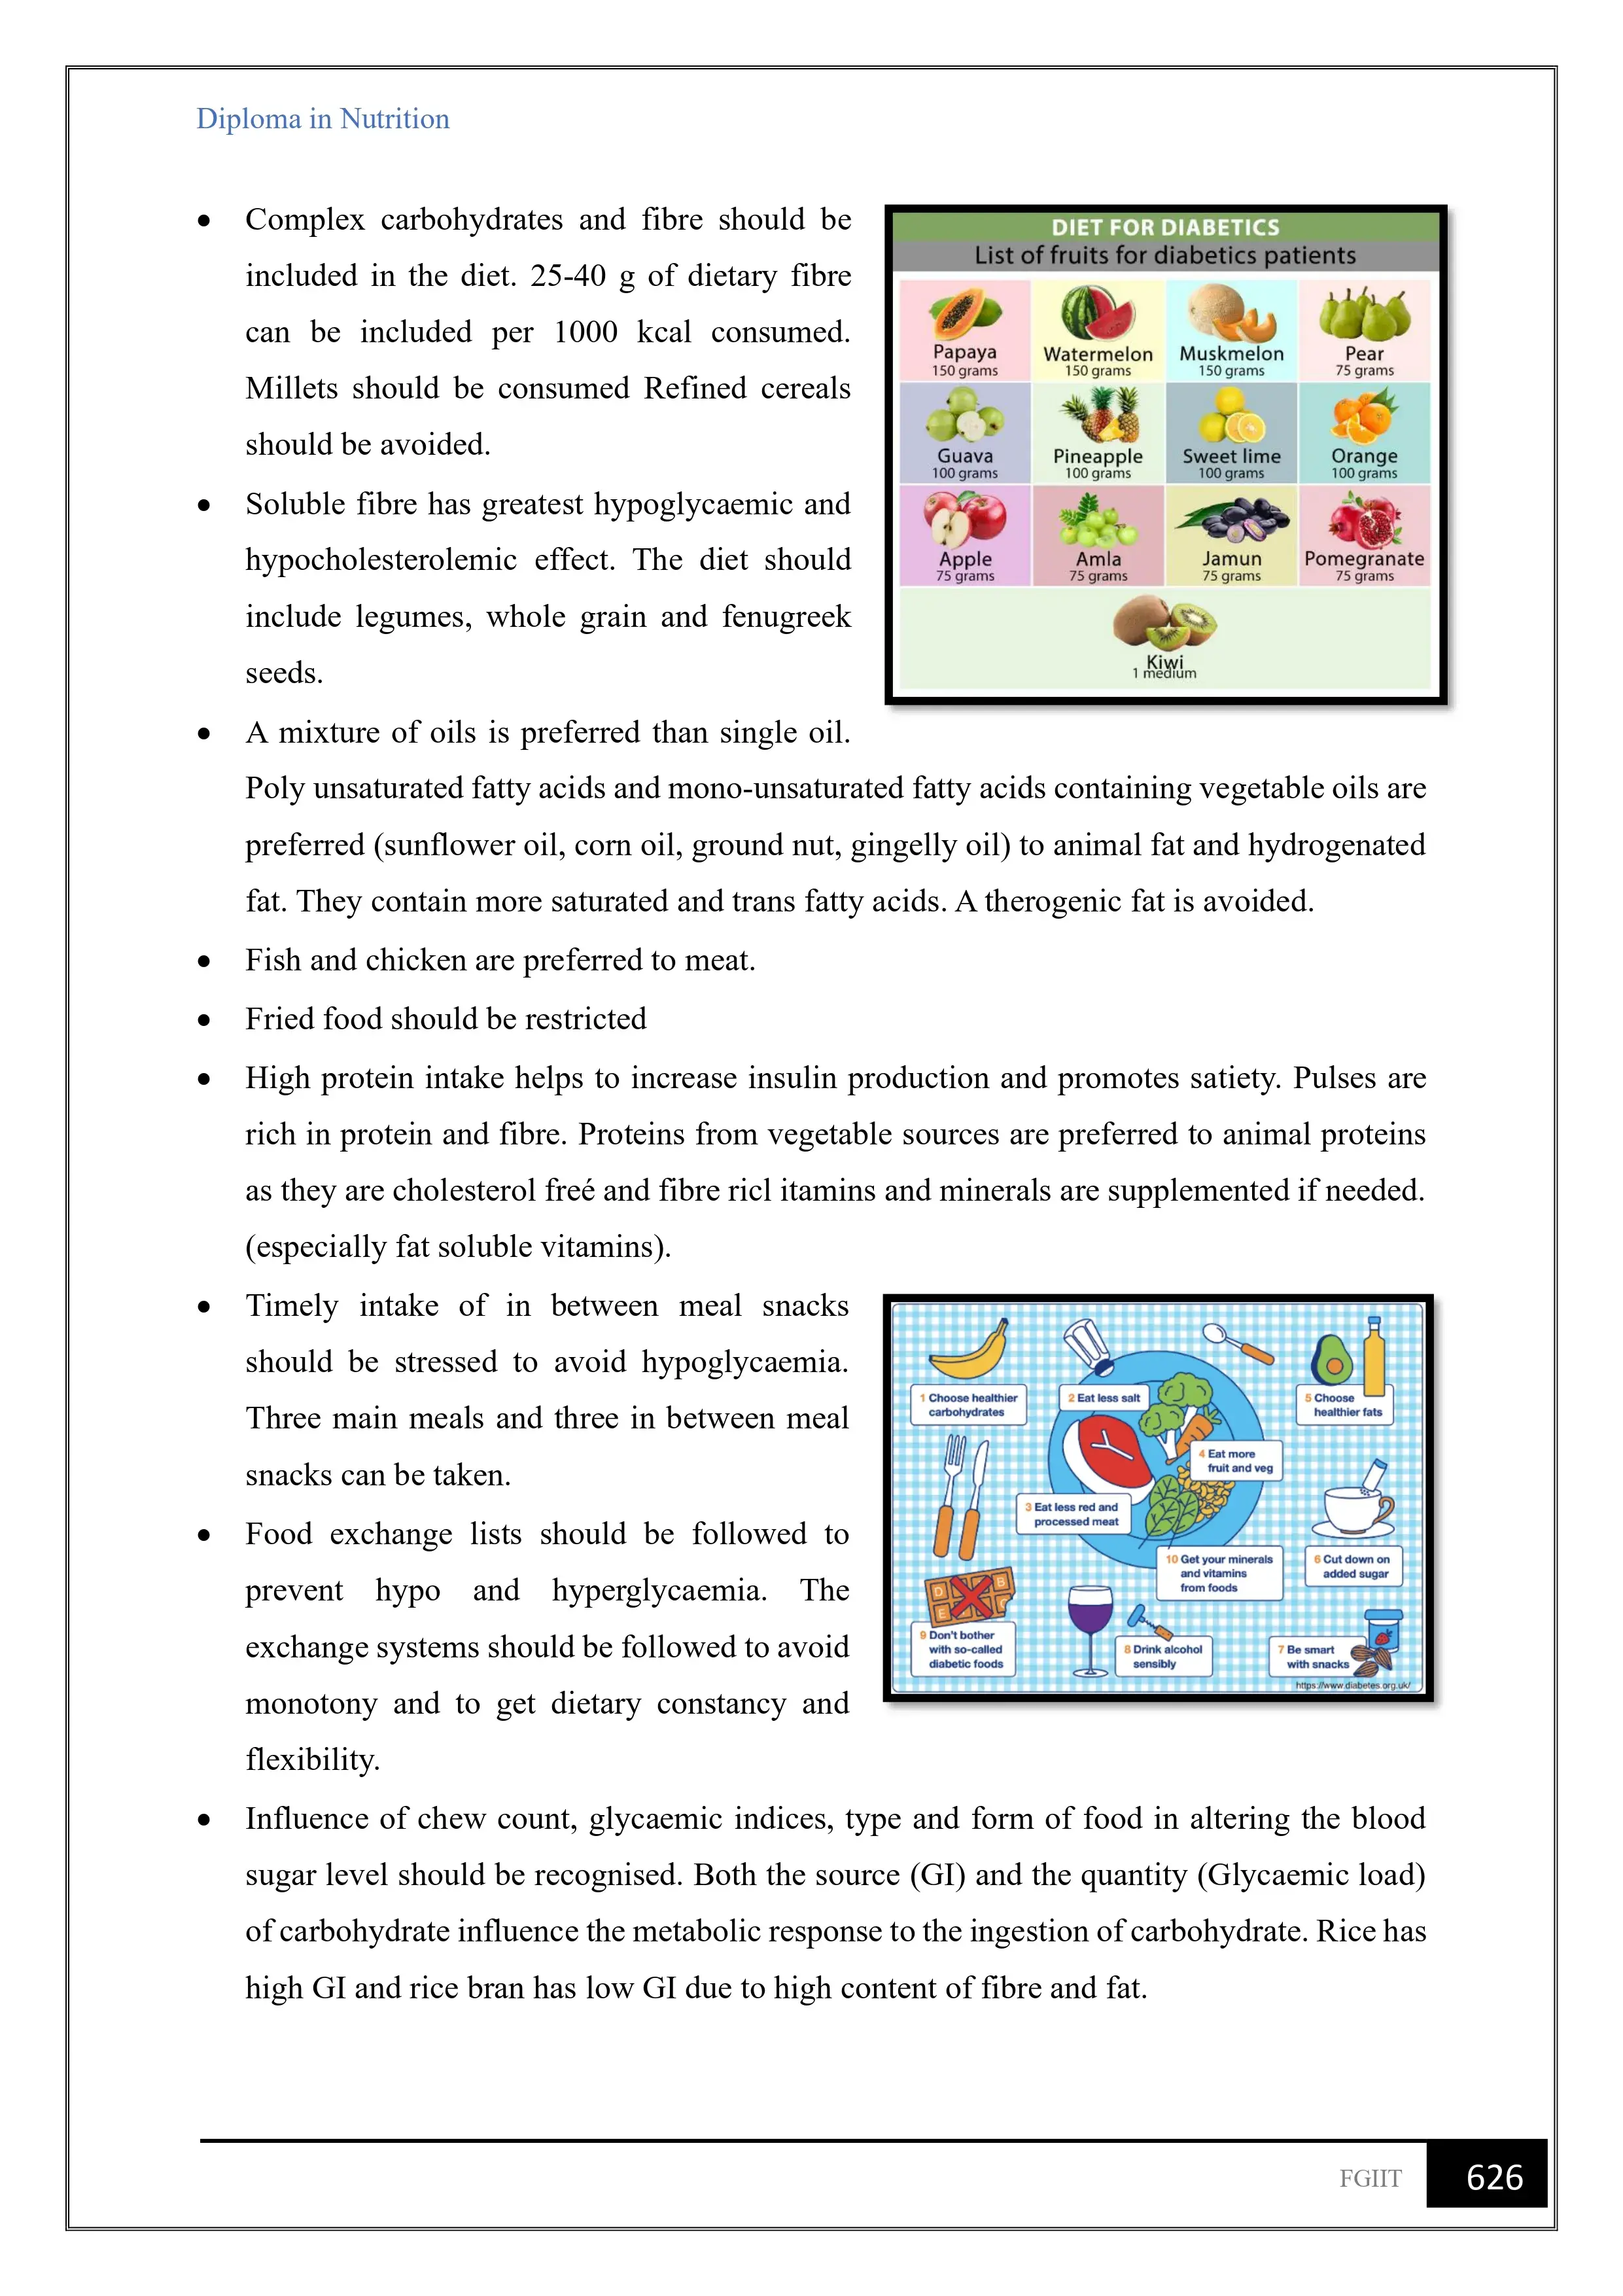 Diploma in Nutrition
• Complex carbohydrates and fibre should be
included in the diet. 25-40 g of dietary fibre
can be included per 1000 kcal consumed.
Millets should be consumed Refined cereals
should be avoided.
• Soluble fibre has greatest hypoglycaemic and
hypocholesterolemic effect. The diet should
include legumes, whole grain and fenugreek
seeds.
DIET FOR DIABETICS
List of fruits for diabetics patients
Papaya
150 grams
Watermelon
150 grams
Muskmelon
150 grams
Pear
75 grams
Guava
100 grams
Pineapple
100 grams
Sweet lime
100 grams
Orange
100 grams
Apple
75 grams
Amla
75 grams
Jamun
75 grams
Pomegranate
75 grams
Kiwi
1 medium
• A mixture of oils is preferred than single oil.
Poly unsaturated fatty acids and mono-unsaturated fatty acids containing vegetable oils are
preferred (sunflower oil, corn oil, ground nut, gingelly oil) to animal fat and hydrogenated
fat. They contain more saturated and trans fatty acids. A therogenic fat is avoided.
• Fish and chicken are preferred to meat.
• Fried food should be restricted
• High protein intake helps to increase insulin production and promotes satiety. Pulses are
rich in protein and fibre. Proteins from vegetable sources are preferred to animal proteins
as they are cholesterol freé and fibre ricl itamins and minerals are supplemented if needed.
(especially fat soluble vitamins).
• Timely intake of in between meal snacks
should be stressed to avoid hypoglycaemia.
Three main meals and three in between meal
snacks can be taken.
• Food exchange lists should be followed to
prevent hypo and hyperglycaemia. The
exchange systems should be followed to avoid
monotony and to get dietary constancy and
flexibility.
1 Choose healthier
carbohydrates
2 Eat less salt
5 Choose
healthier fats
4 Eat more
fruit and veg
3 Eat less red and
processed meat
10 Get your minerals
and vitamins
from foods
6 Cut down on
added sugar
D B
E
9 Don't bother
with so-called
diabetic foods
8 Drink alcohol
sensibly
7 Be smart
with snacks
https://www.diabetes.org.uk/
• Influence of chew count, glycaemic indices, type and form of food in altering the blood
sugar level should be recognised. Both the source (GI) and the quantity (Glycaemic load)
of carbohydrate influence the metabolic response to the ingestion of carbohydrate. Rice has
high GI and rice bran has low GI due to high content of fibre and fat.
FGIIT
626